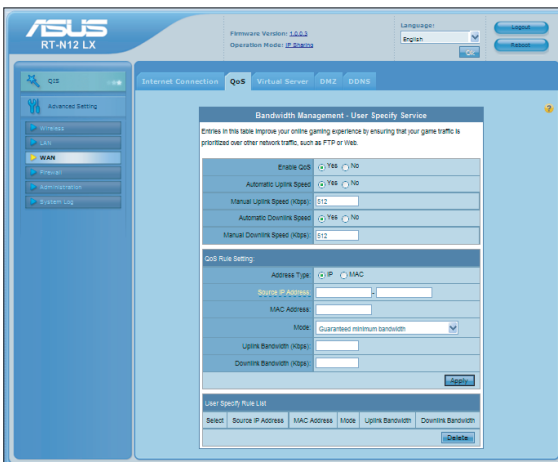 ASUS
RT-N12 LX
Firmware Version: 1.0.0.3
Operation Mode: IP Sharing
Language:
English
OK
Logout
Reboot
QIS
Advanced Setting
Wireless
LAN
WAN
Firewall
Administration
System Log
Internet Connection QoS Virtual Server DMZ DDNS
Bandwidth Management - User Specify Service
Entries in this table improve your online gaming experience by ensuring that your game traffic is
prioritized over other network traffic, such as FTP or Web.
Enable QoS Yes No
Automatic Uplink Speed Yes No
Manual Uplink Speed (Kbps): 512
Automatic Downlink Speed Yes No
Manual Downlink Speed (Kbps): 512
QoS Rule Setting:
Address Type: IP MAC
Source IP Address: -
MAC Address:
Mode: Guaranteed minimum bandwidth
Uplink Bandwidth (Kbps):
Downlink Bandwidth (Kbps):
Apply
User Specify Rule List
Select Source IP Address MAC Address Mode Uplink Bandwidth Downlink Bandwidth
Delete
?